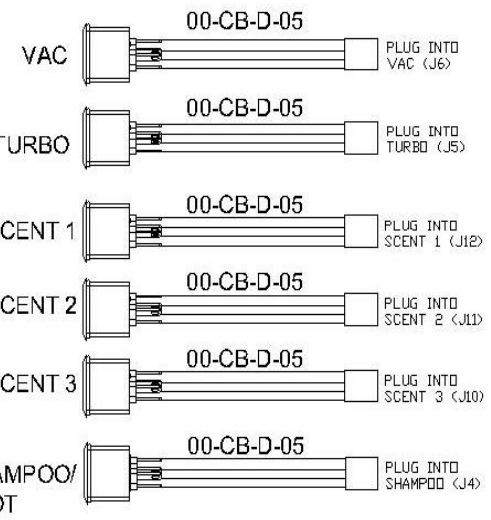 00-CB-D-05
VAC
PLUG INTO
VAC (J6)
00-CB-D-05
TURBO
PLUG INTO
TURBO (J5)
00-CB-D-05
CENT 1
PLUG INTO
SCENT 1 (J12)
00-CB-D-05
CENT 2
PLUG INTO
SCENT 2 (J11)
00-CB-D-05
CENT 3
PLUG INTO
SCENT 3 (J10)
00-CB-D-05
AMPOO/
OT
PLUG INTO
SHAMPOO (J4)